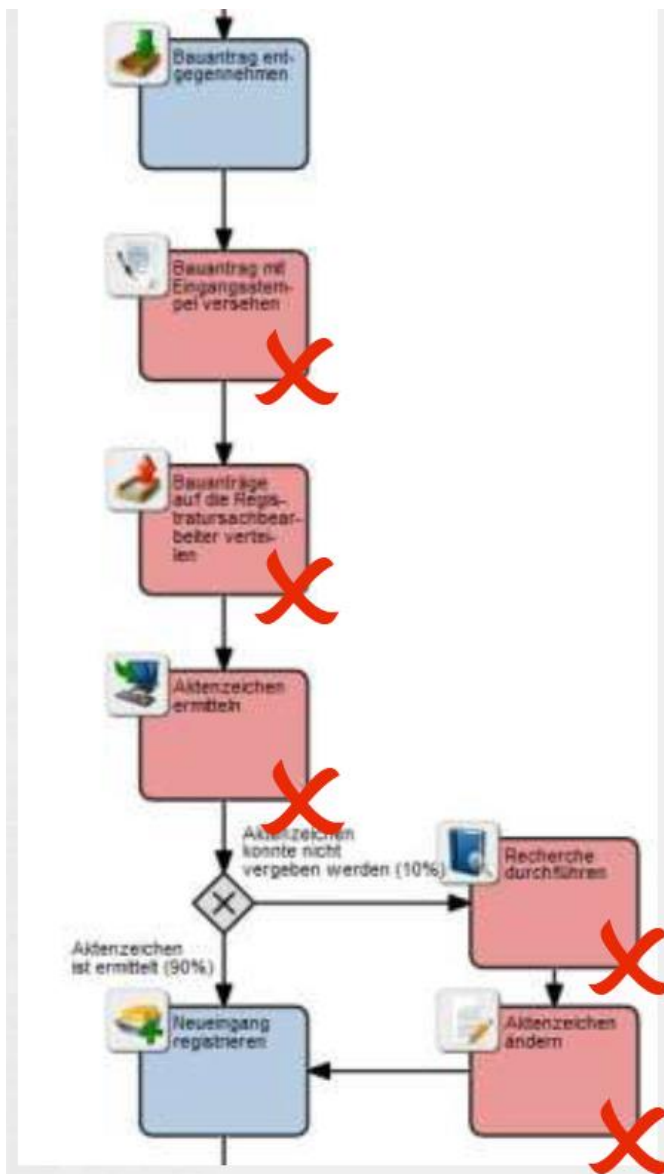 Bauantrag ent-
gegennehmen
Bauantrag mit
Eingangsstem-
pel versehen
Bauanträge
auf die Regis-
tratursachbear-
beiter vertei-
len
Aktenzeichen
ermitteln
Aktenzeichen
konnte nicht
vergeben werden (10%)
Recherche
durchführen
Aktenzeichen
ist ermittelt (90%)
Neueingang
registrieren
Aktenzeichen
ändern